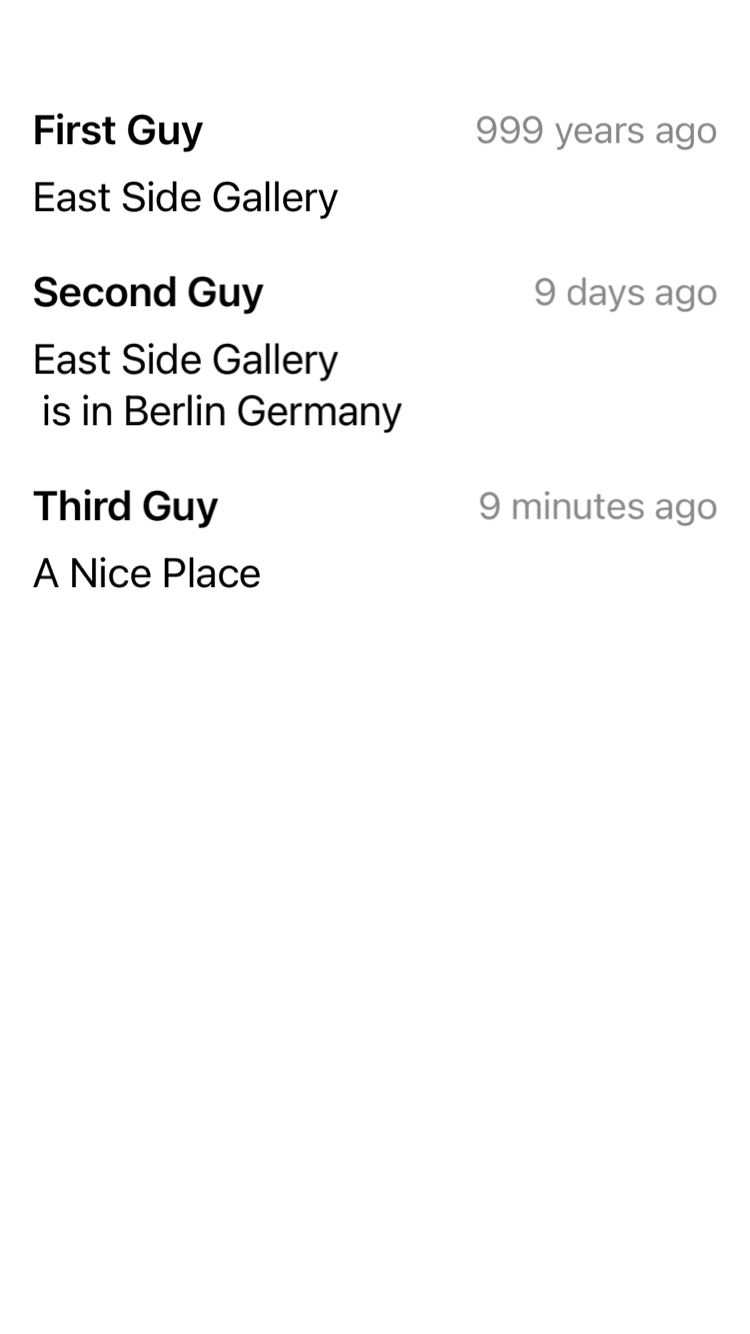 First Guy 999 years ago
East Side Gallery
Second Guy 9 days ago
East Side Gallery
is in Berlin Germany
Third Guy 9 minutes ago
A Nice Place